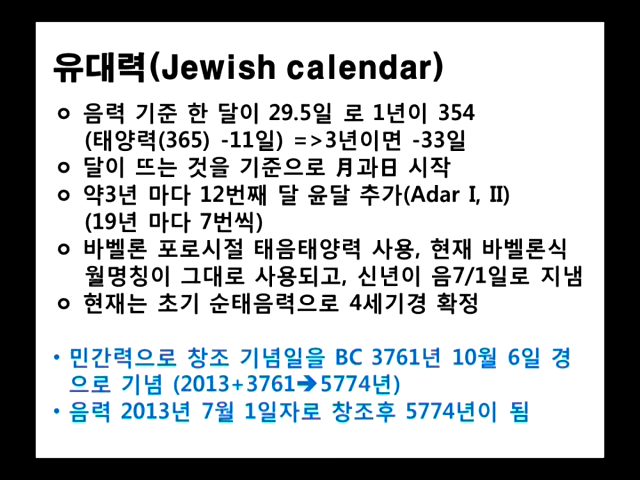 유대력(Jewish calendar)
음력 기준 한 달이 29.5일 로 1년이 354
(태양력(365) -11일) =>3년이면 -33일
달이 뜨는 것을 기준으로 月과日 시작
약3년 마다 12번째 달 윤달 추가(Adar I, II)
(19년 마다 7번씩)
바벨론 포로시절 태음태양력 사용, 현재 바벨론식
월명칭이 그대로 사용되고, 신년이 음7/1일로 지냄
현재는 초기 순태음력으로 4세기경 확정
• 민간력으로 창조 기념일을 BC 3761년 10월 6일 경
으로 기념 (2013+3761➔5774년)
• 음력 2013년 7월 1일자로 창조후 5774년이 됨